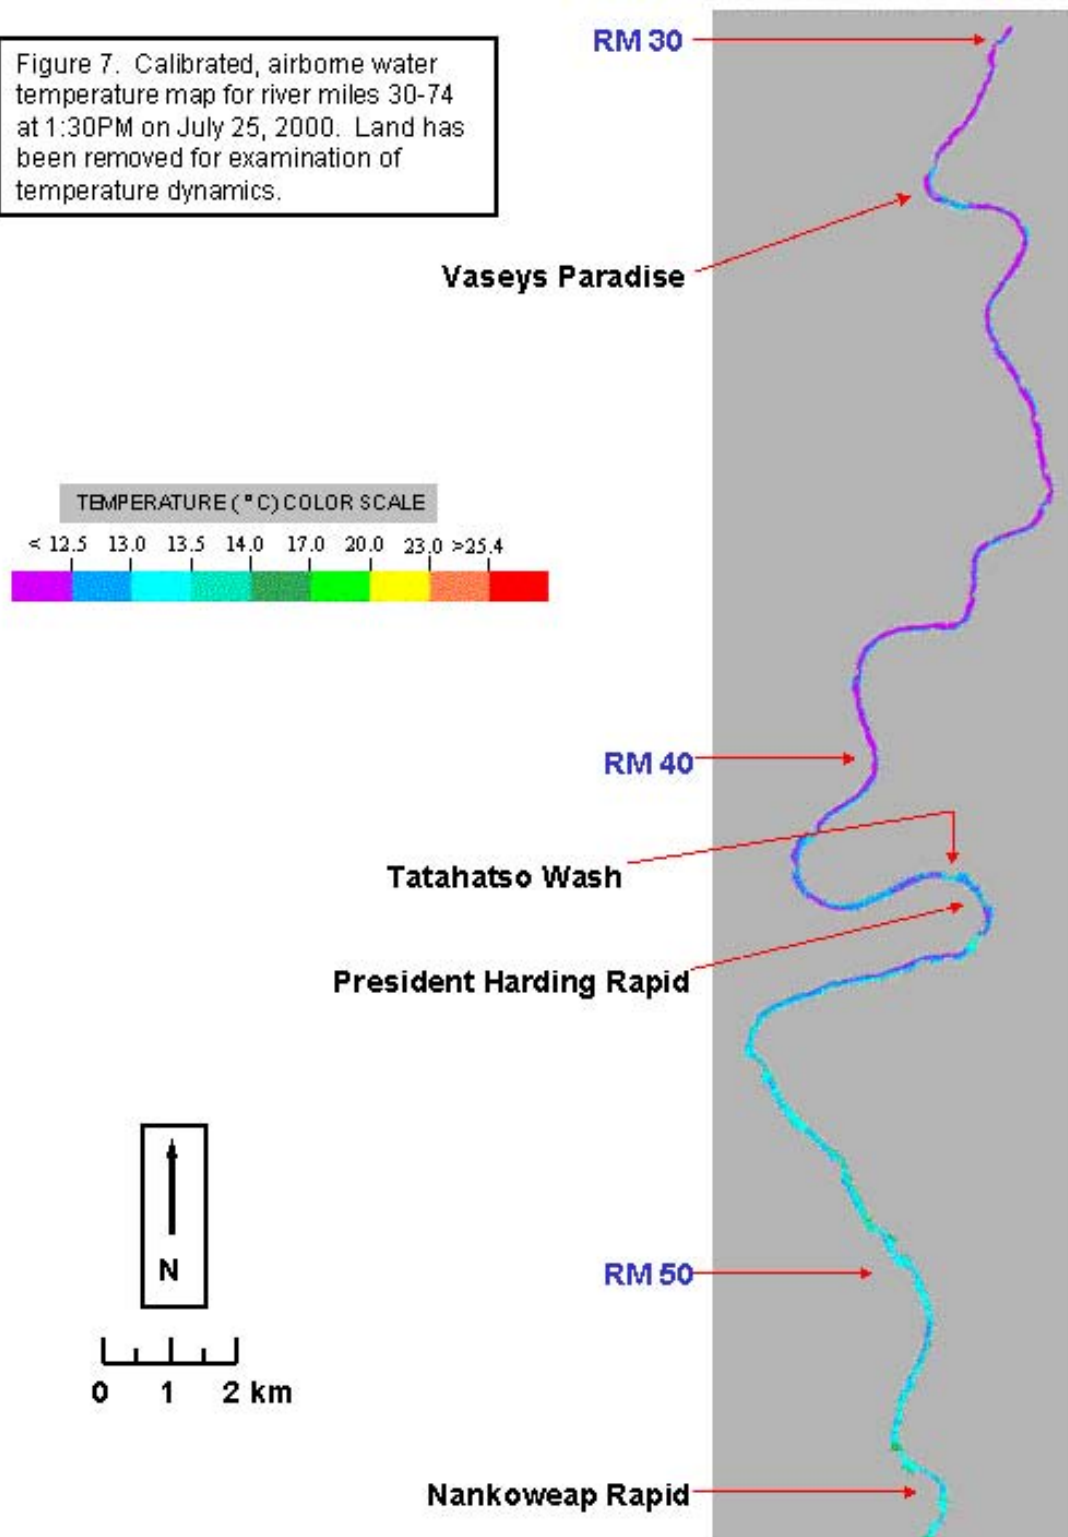 RM 30
Figure 7. Calibrated, airborne water
temperature map for river miles 30-74
at 1:30PM on July 25, 2000. Land has
been removed for examination of
temperature dynamics.
Vaseys Paradise
TEMPERATURE (°C) COLOR SCALE
< 12.5 13.0 13.5 14.0 17.0 20.0 23.0 >25.4
RM 40
Tatahatso Wash
President Harding Rapid
N
RM 50
0 1 2 km
Nankoweap Rapid